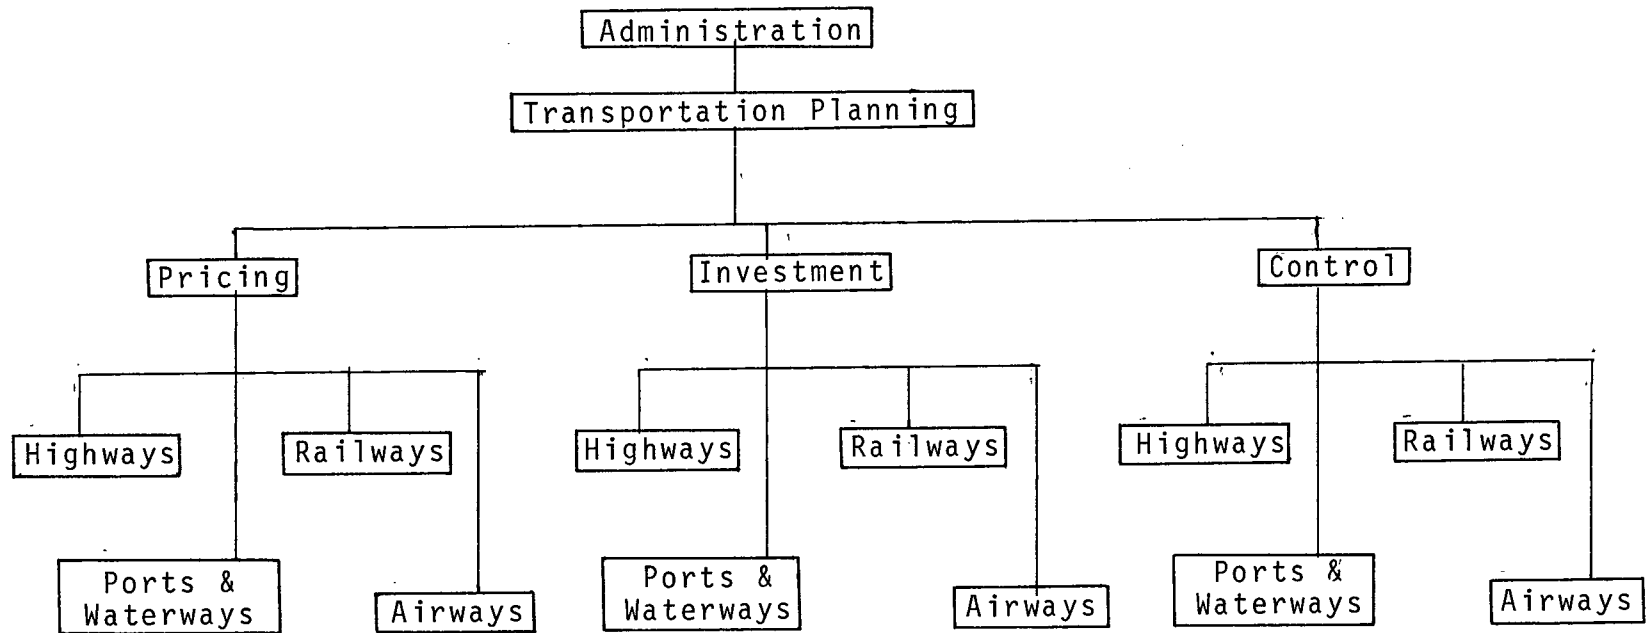 Administration
Transportation Planning
Pricing
Investment
Control
Highways
Railways
Highways
Railways
Highways
Railways
Ports &
Waterways
Airways
Ports &
Waterways
Airways
Ports &
Waterways
Airways